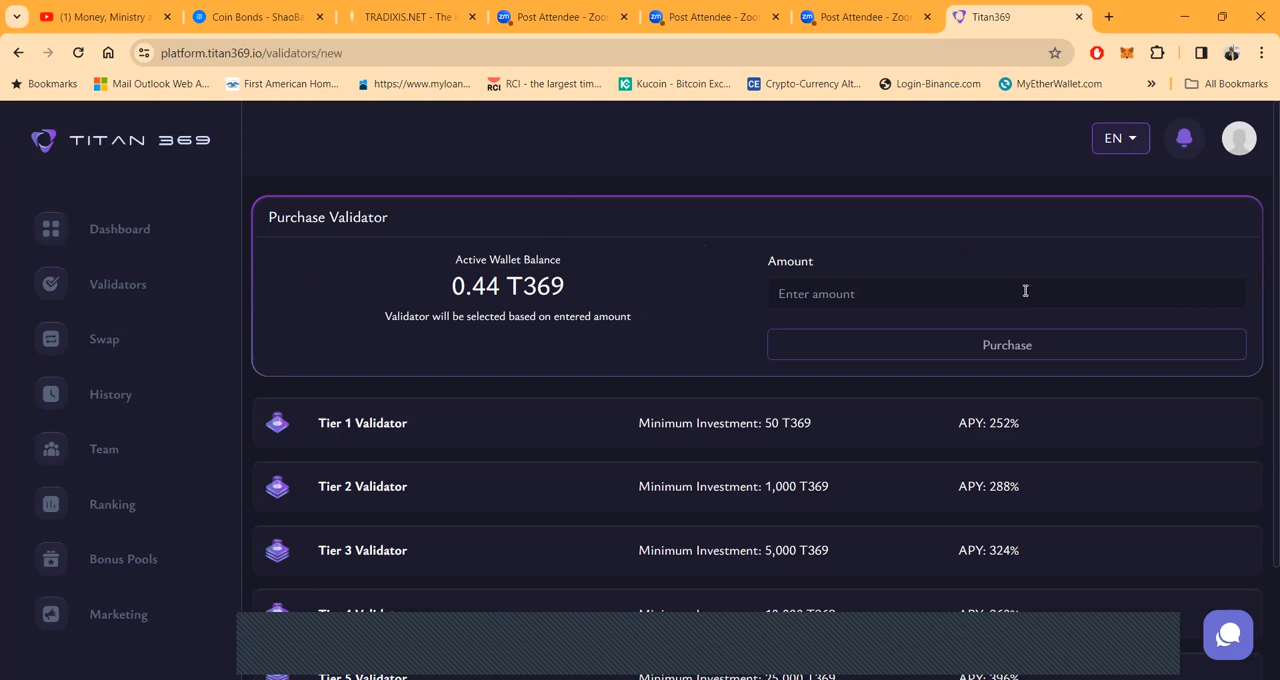 (1) Money, Ministry a
Coin Bonds - ShaoBa
TRADIXIS.NET - The F
Post Attendee - Zoo
Post Attendee - Zoo
Post Attendee - Zoo
Titan369
platform.titan369.io/validators/new
Bookmarks
Mail Outlook Web A...
First American Hom...
https://www.myloan...
RCI - the largest tim...
Kucoin - Bitcoin Exc...
Crypto-Currency Alt...
Login-Binance.com
MyEtherWallet.com
All Bookmarks
TITAN 369
EN
Dashboard
Validators
Swap
History
Team
Ranking
Bonus Pools
Marketing
Purchase Validator
Active Wallet Balance
0.44 T369
Validator will be selected based on entered amount
Amount
Enter amount
Purchase
Tier 1 Validator Minimum Investment: 50 T369 APY: 252%
Tier 2 Validator Minimum Investment: 1,000 T369 APY: 288%
Tier 3 Validator Minimum Investment: 5,000 T369 APY: 324%
Tier 5 Validator 25,000 T369 APY: 396%